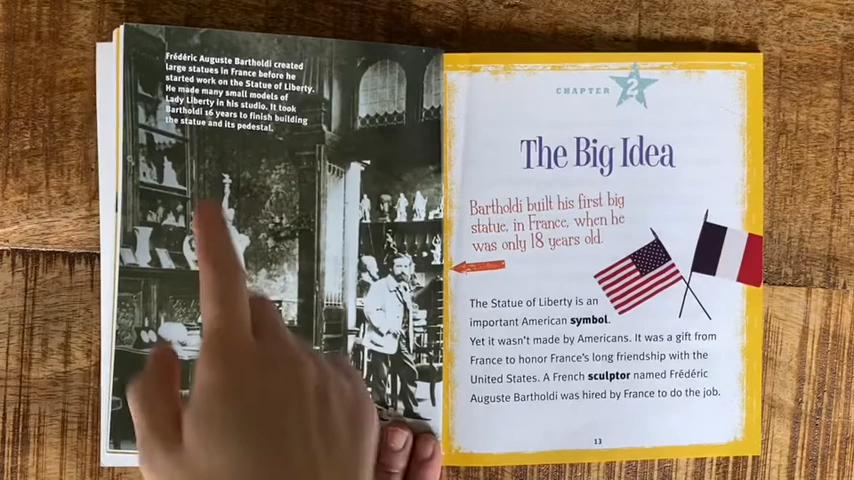 Frédéric Auguste Bartholdi created
large statues in France before he
started work on the Statue of Liberty.
He made many small models of
Lady Liberty in his studio. It took
Bartholdi 16 years to finish building
the statue and its pedestal.
CHAPTER 2
The Big Idea
Bartholdi built his first big
statue, in France, when he
was only 18 years old.
The Statue of Liberty is an
important American symbol.
Yet it wasn't made by Americans. It was a gift from
France to honor France's long friendship with the
United States. A French sculptor named Frédéric
Auguste Bartholdi was hired by France to do the job.
13